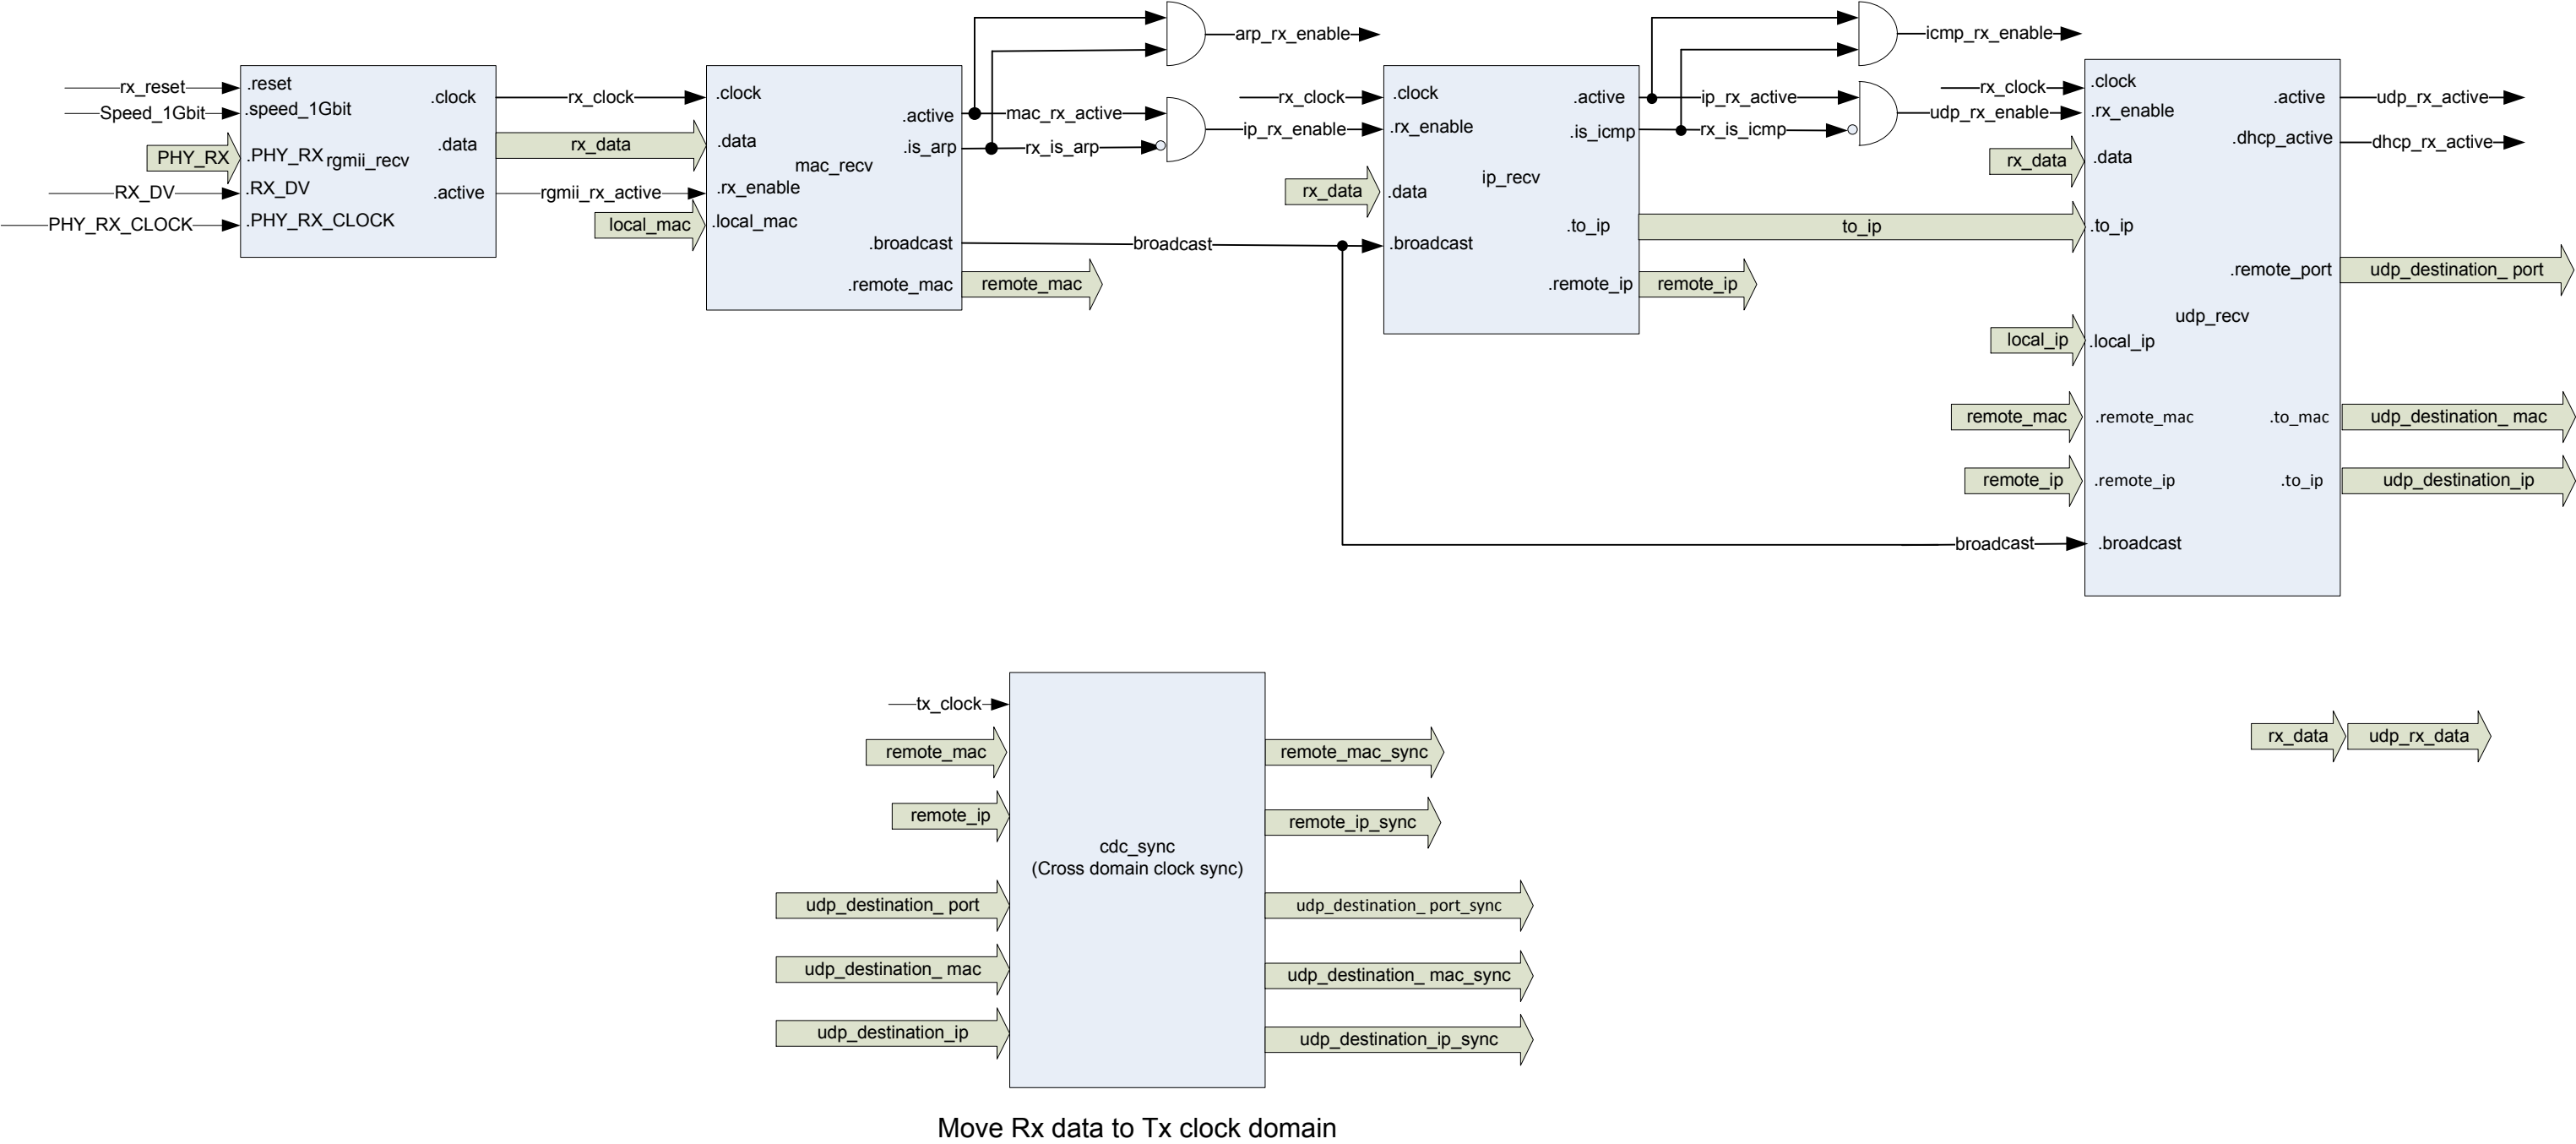 rx_reset
Speed_1Gbit
PHY_RX
RX_DV
PHY_RX_CLOCK
.reset
.speed_1Gbit
.PHY_RX
rgmii_recv
.RX_DV
.PHY_RX_CLOCK
.clock
.data
.active
rx_clock
rx_data
rgmii_rx_active
local_mac
.clock
.data
mac_recv
.rx_enable
.local_mac
.active
.is_arp
.broadcast
.remote_mac
mac_rx_active
rx_is_arp
broadcast
remote_mac
arp_rx_enable
rx_clock
ip_rx_enable
rx_data
.clock
.rx_enable
.data
ip_recv
.broadcast
.active
.is_icmp
.to_ip
.remote_ip
ip_rx_active
rx_is_icmp
to_ip
remote_ip
icmp_rx_enable
rx_clock
udp_rx_enable
rx_data
local_ip
remote_mac
remote_ip
broadcast
.clock
.rx_enable
.data
.to_ip
udp_recv
.local_ip
.remote_mac
.remote_ip
.broadcast
.active
.dhcp_active
.remote_port
.to_mac
.to_ip
udp_rx_active
dhcp_rx_active
udp_destination_ port
udp_destination_ mac
udp_destination_ip
tx_clock
remote_mac
remote_ip
udp_destination_ port
udp_destination_ mac
udp_destination_ip
cdc_sync
(Cross domain clock sync)
remote_mac_sync
remote_ip_sync
udp_destination_ port_sync
udp_destination_ mac_sync
udp_destination_ip_sync
rx_data
udp_rx_data
Move Rx data to Tx clock domain